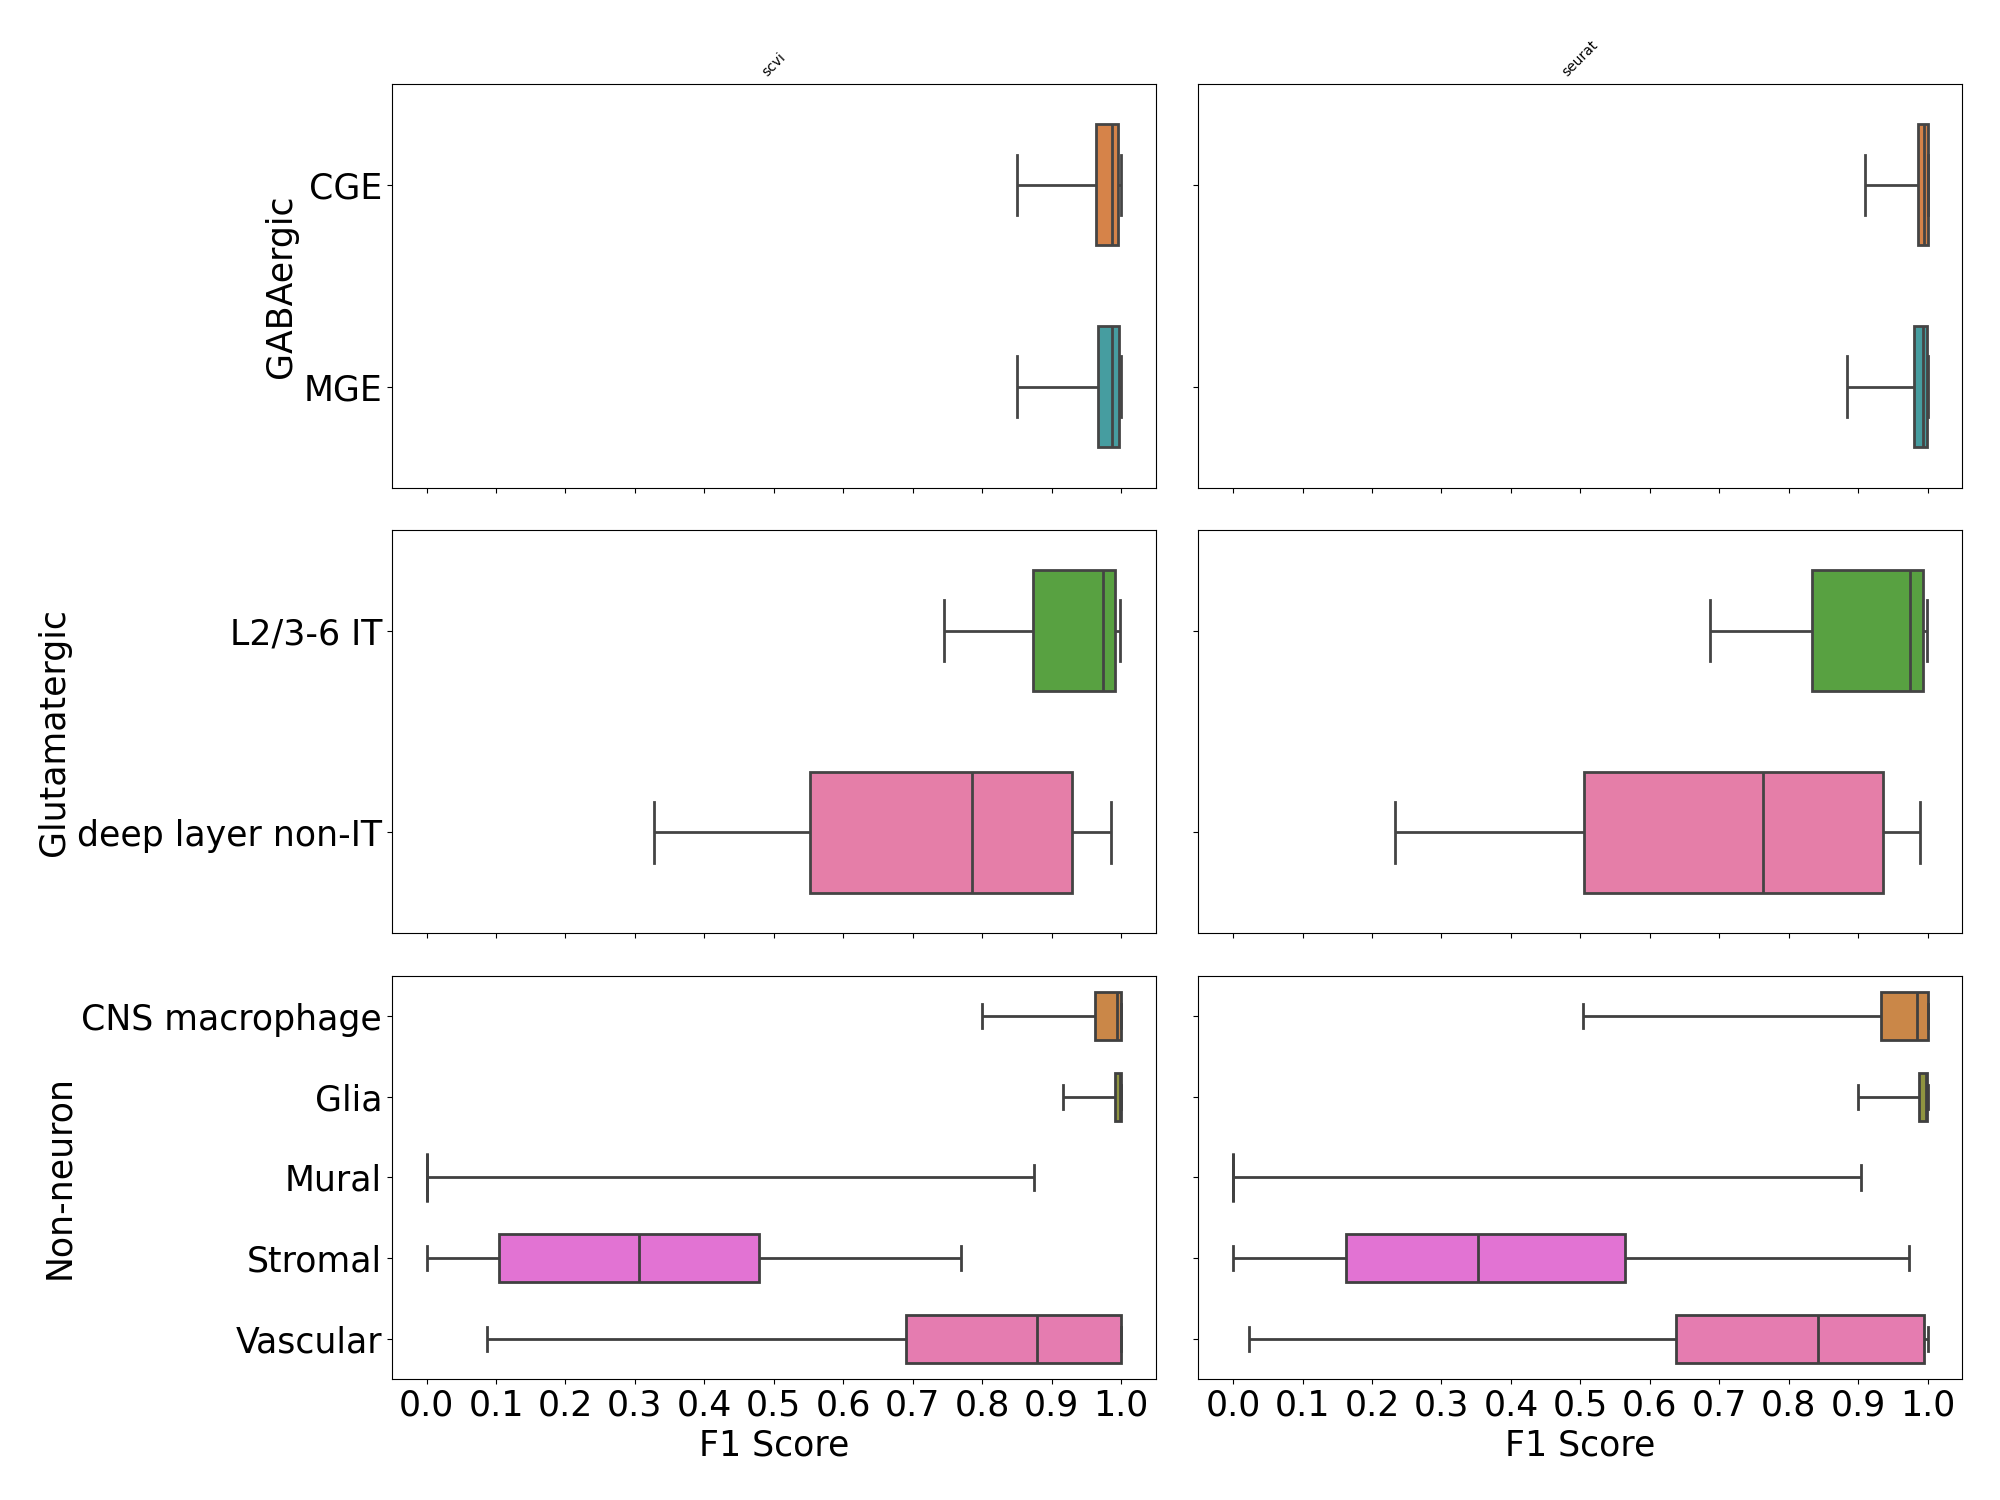 scvi
seurat
GABAergic
CGE
MGE
Glutamatergic
L2/3-6 IT
deep layer non-IT
Non-neuron
CNS macrophage
Glia
Mural
Stromal
Vascular
0.0 0.1 0.2 0.3 0.4 0.5 0.6 0.7 0.8 0.9 1.0
F1 Score
0.0 0.1 0.2 0.3 0.4 0.5 0.6 0.7 0.8 0.9 1.0
F1 Score